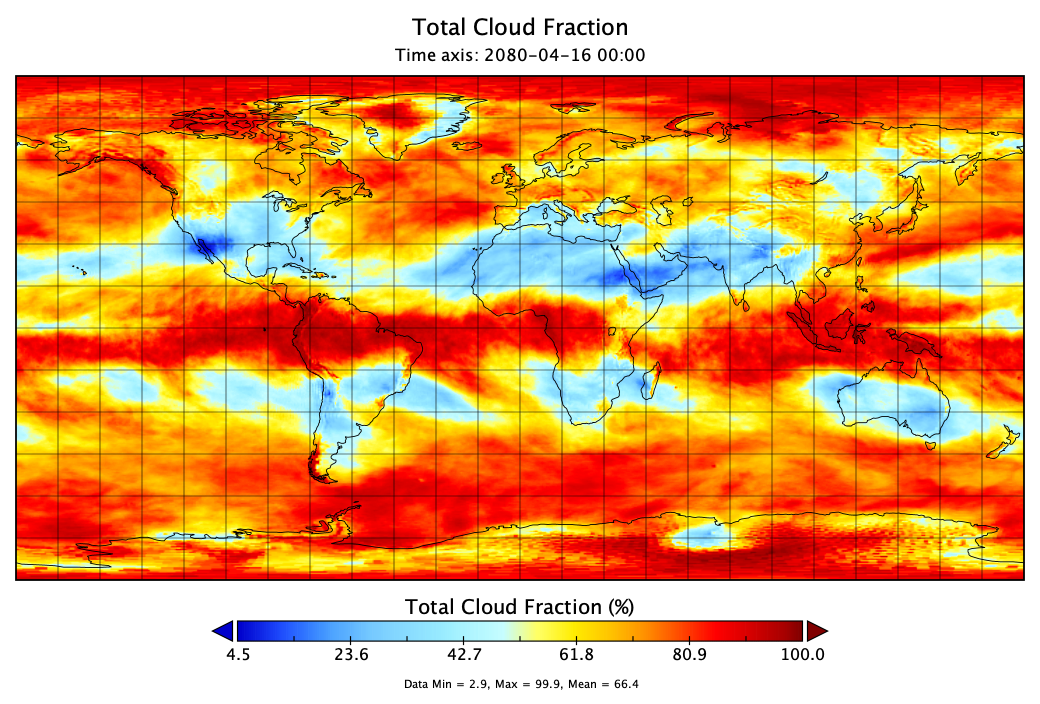 Total Cloud Fraction
Time axis: 2080-04-16 00:00
Total Cloud Fraction (%)
4.5 23.6 42.7 61.8 80.9 100.0
Data Min = 2.9, Max = 99.9, Mean = 66.4